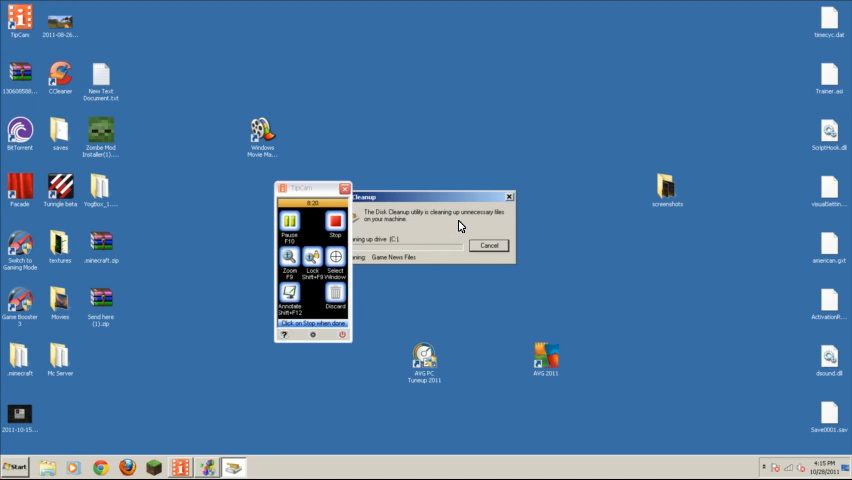 TipCam
2011-08-26...
130608588...
CCleaner
New Text
Document.txt
BitTorrent
saves
Zombe Mod
Installer(1)....
Facade
Tunngle beta
YogBox_1....
Switch to
Gaming Mode
textures
.minecraft.zip
Game Booster
3
Movies
Send here
(1).zip
.minecraft
Mc Server
2011-10-15...
Windows
Movie Ma...
TipCam
8:20
Pause
F10
Stop
Zoom
F9
Lock
Shift+F9
Select
Window
Annotate
Shift+F12
Discard
Click on Stop when done
?
Cleanup
The Disk Cleanup utility is cleaning up unnecessary files
on your machine.
ning up drive (C:).
Cancel
aning: Game News Files
AVG PC
Tuneup 2011
AVG 2011
screenshots
timecyc.dat
Trainer.asi
ScriptHook.dll
visualSettin...
american.gxt
ActivationR...
dsound.dll
Save0001.sav
Start
4:15 PM
10/28/2011